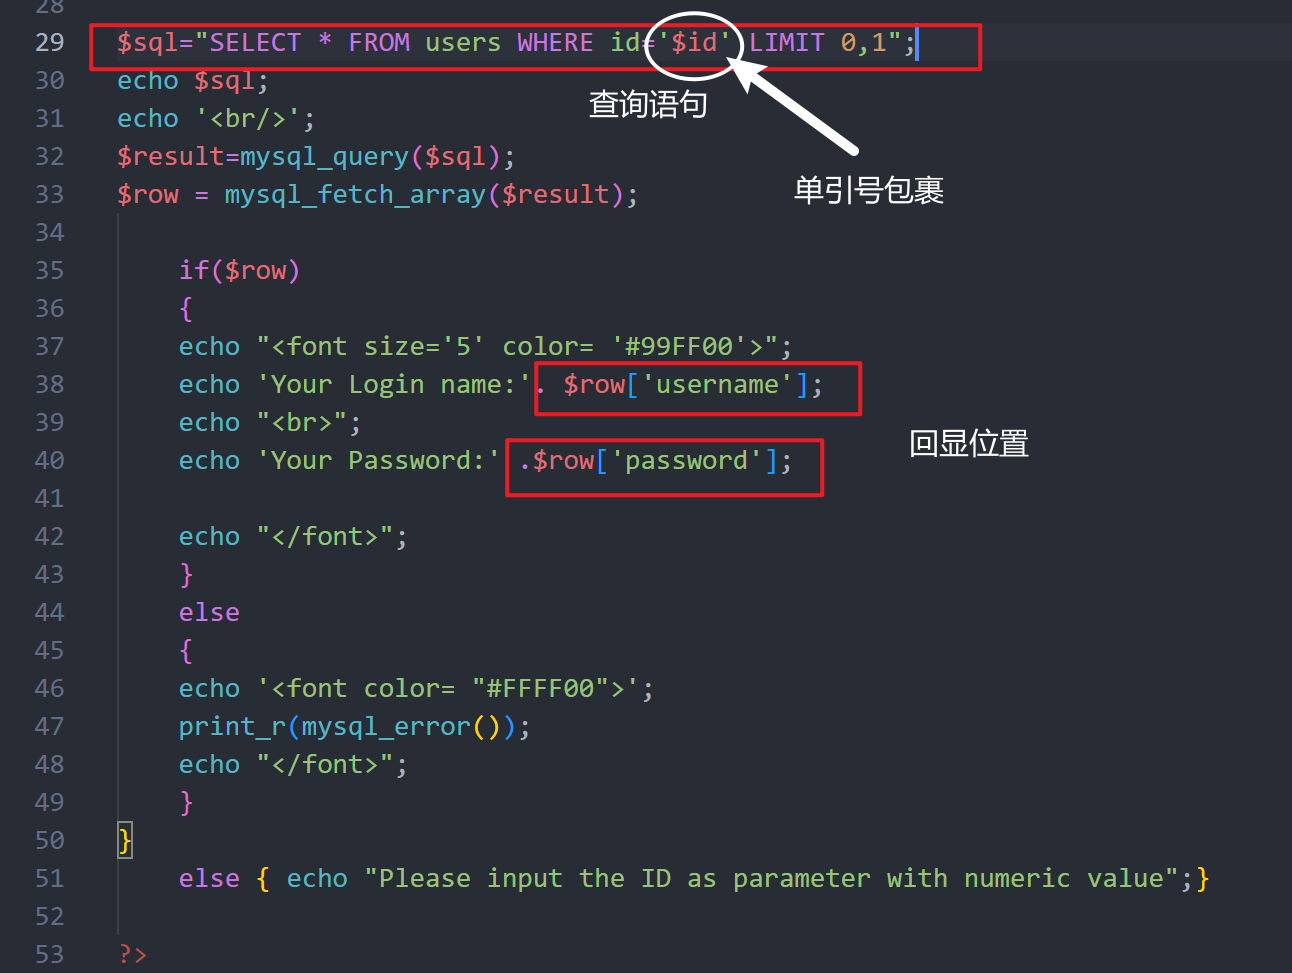 28
29 $sql="SELECT * FROM users WHERE id='$id' LIMIT 0,1";
30 echo $sql;
查询语句
31 echo '<br/>';
32 $result=mysql_query($sql);
33 $row = mysql_fetch_array($result);
单引号包裹
34
35 if($row)
36 {
37 echo "<font size='5' color= '#99FF00'>";
38 echo 'Your Login name:'. $row['username'];
39 echo "<br>";
回显位置
40 echo 'Your Password:' .$row['password'];
41
42 echo "</font>";
43 }
44 else
45 {
46 echo '<font color= "#FFFF00">';
47 print_r(mysql_error());
48 echo "</font>";
49 }
50 }
51 else { echo "Please input the ID as parameter with numeric value";}
52
53 ?>